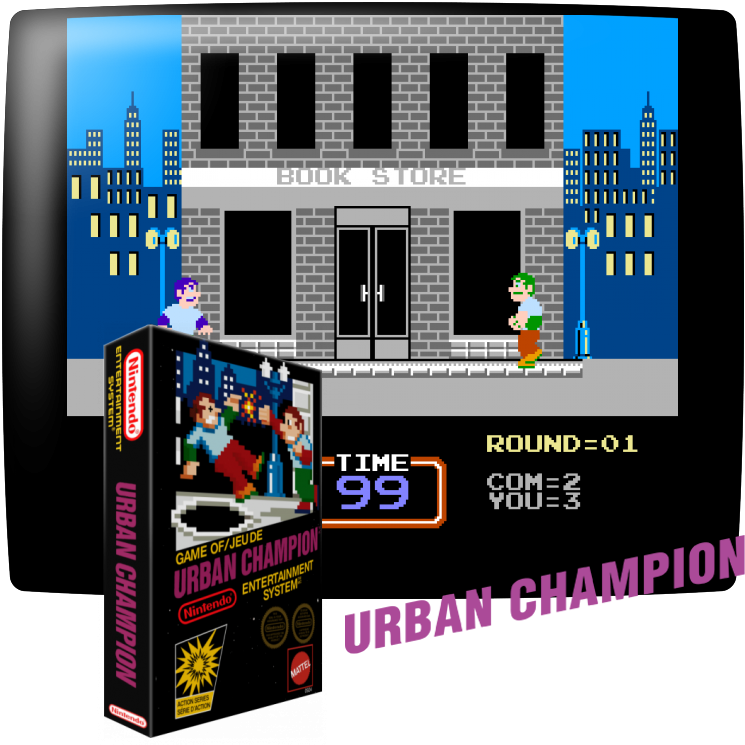 BOOK STORE
TIME
99
ROUND=01
COM=2
YOU=3
Nintendo
ENTERTAINMENT
SYSTEM
URBAN CHAMPION
Nintendo
GAME OF/JEU DE
URBAN CHAMPION
Nintendo
ENTERTAINMENT
SYSTEM
ACTION SERIES
SERIE D'ACTION
MATTEL
URBAN CHAMPION